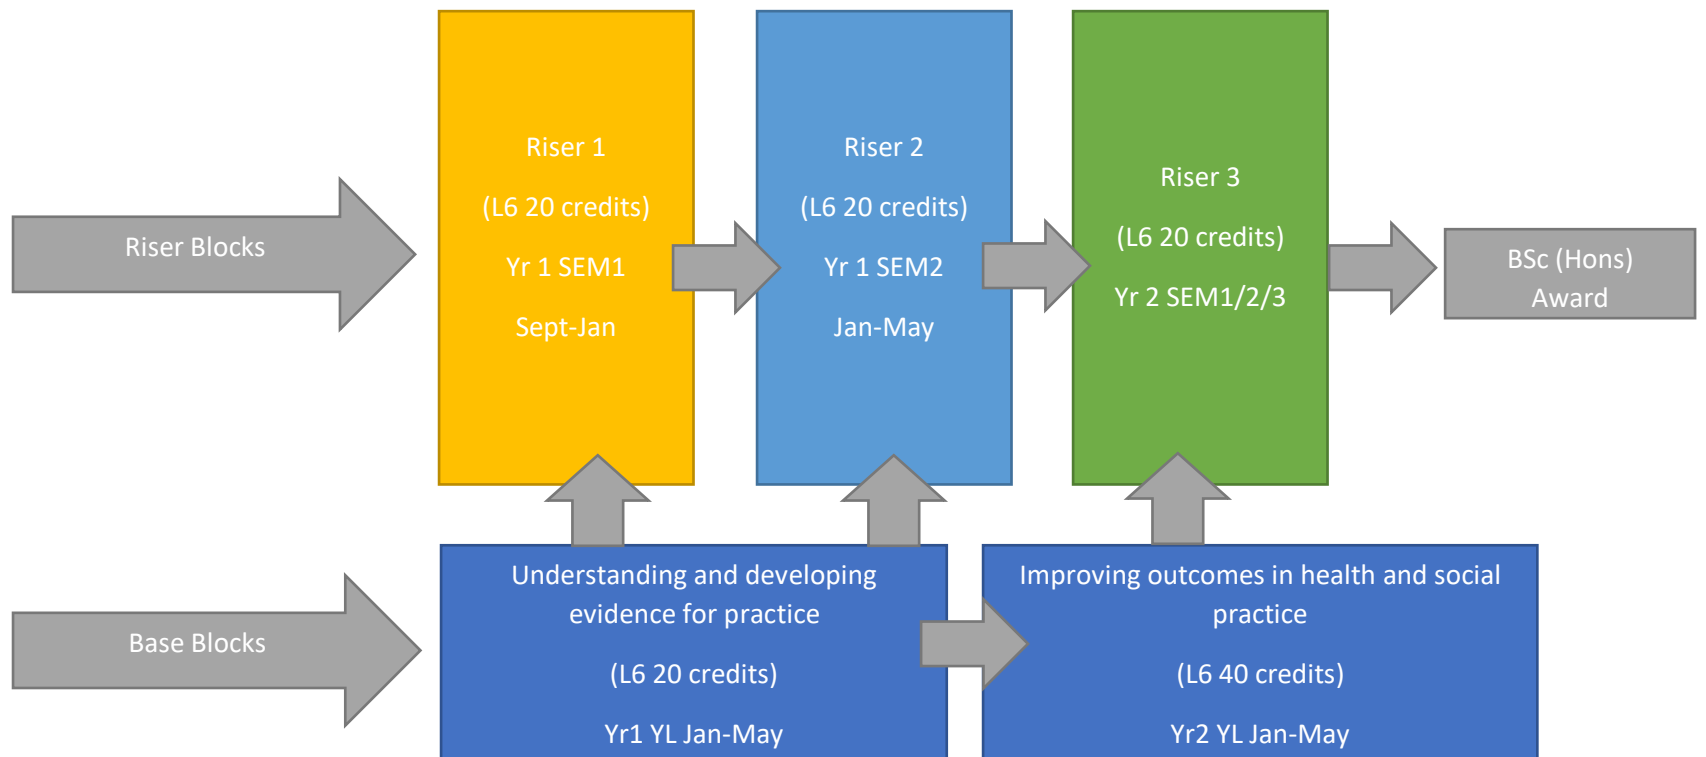 Riser Blocks
Riser 1
(L6 20 credits)
Yr 1 SEM1
Sept-Jan
Riser 2
(L6 20 credits)
Yr 1 SEM2
Jan-May
Riser 3
(L6 20 credits)
Yr 2 SEM1/2/3
BSc (Hons)
Award
Base Blocks
Understanding and developing
evidence for practice
(L6 20 credits)
Yr1 YL Jan-May
Improving outcomes in health and social
practice
(L6 40 credits)
Yr2 YL Jan-May